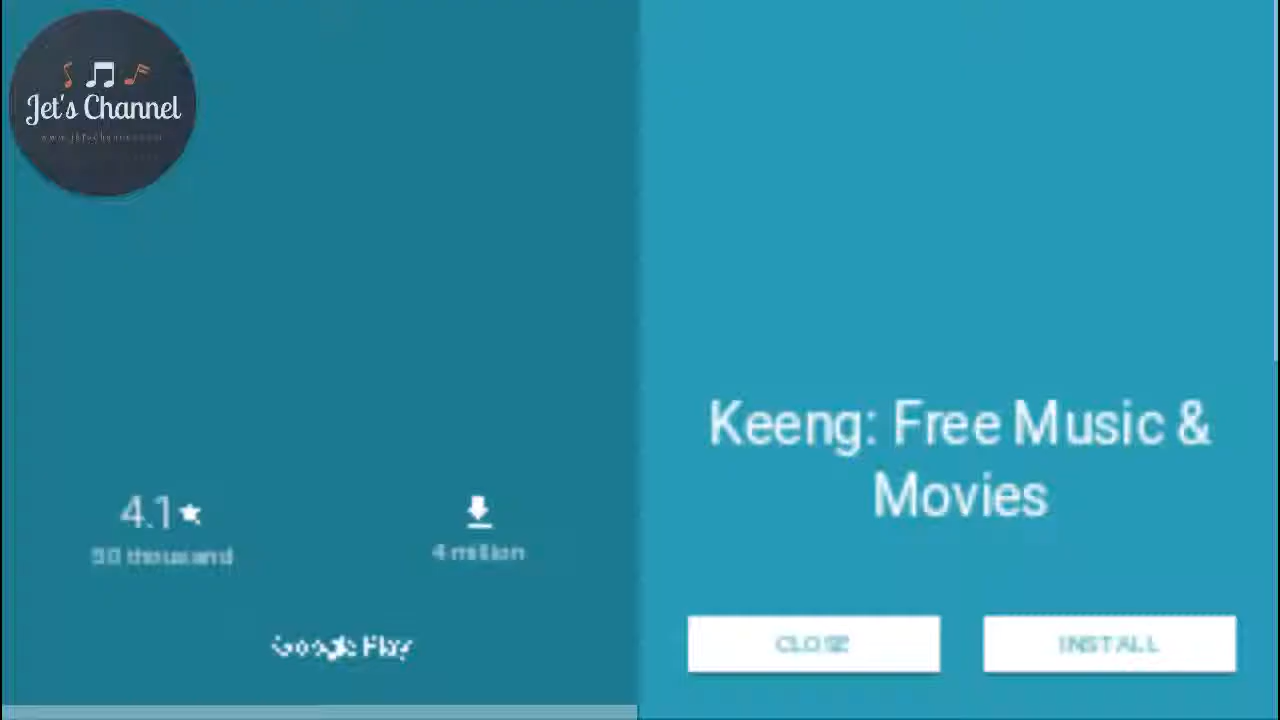 Jet's Channel
4.1
50 thousand
4 million
Google Play
Keeng: Free Music &
Movies
CLOSE
INSTALL